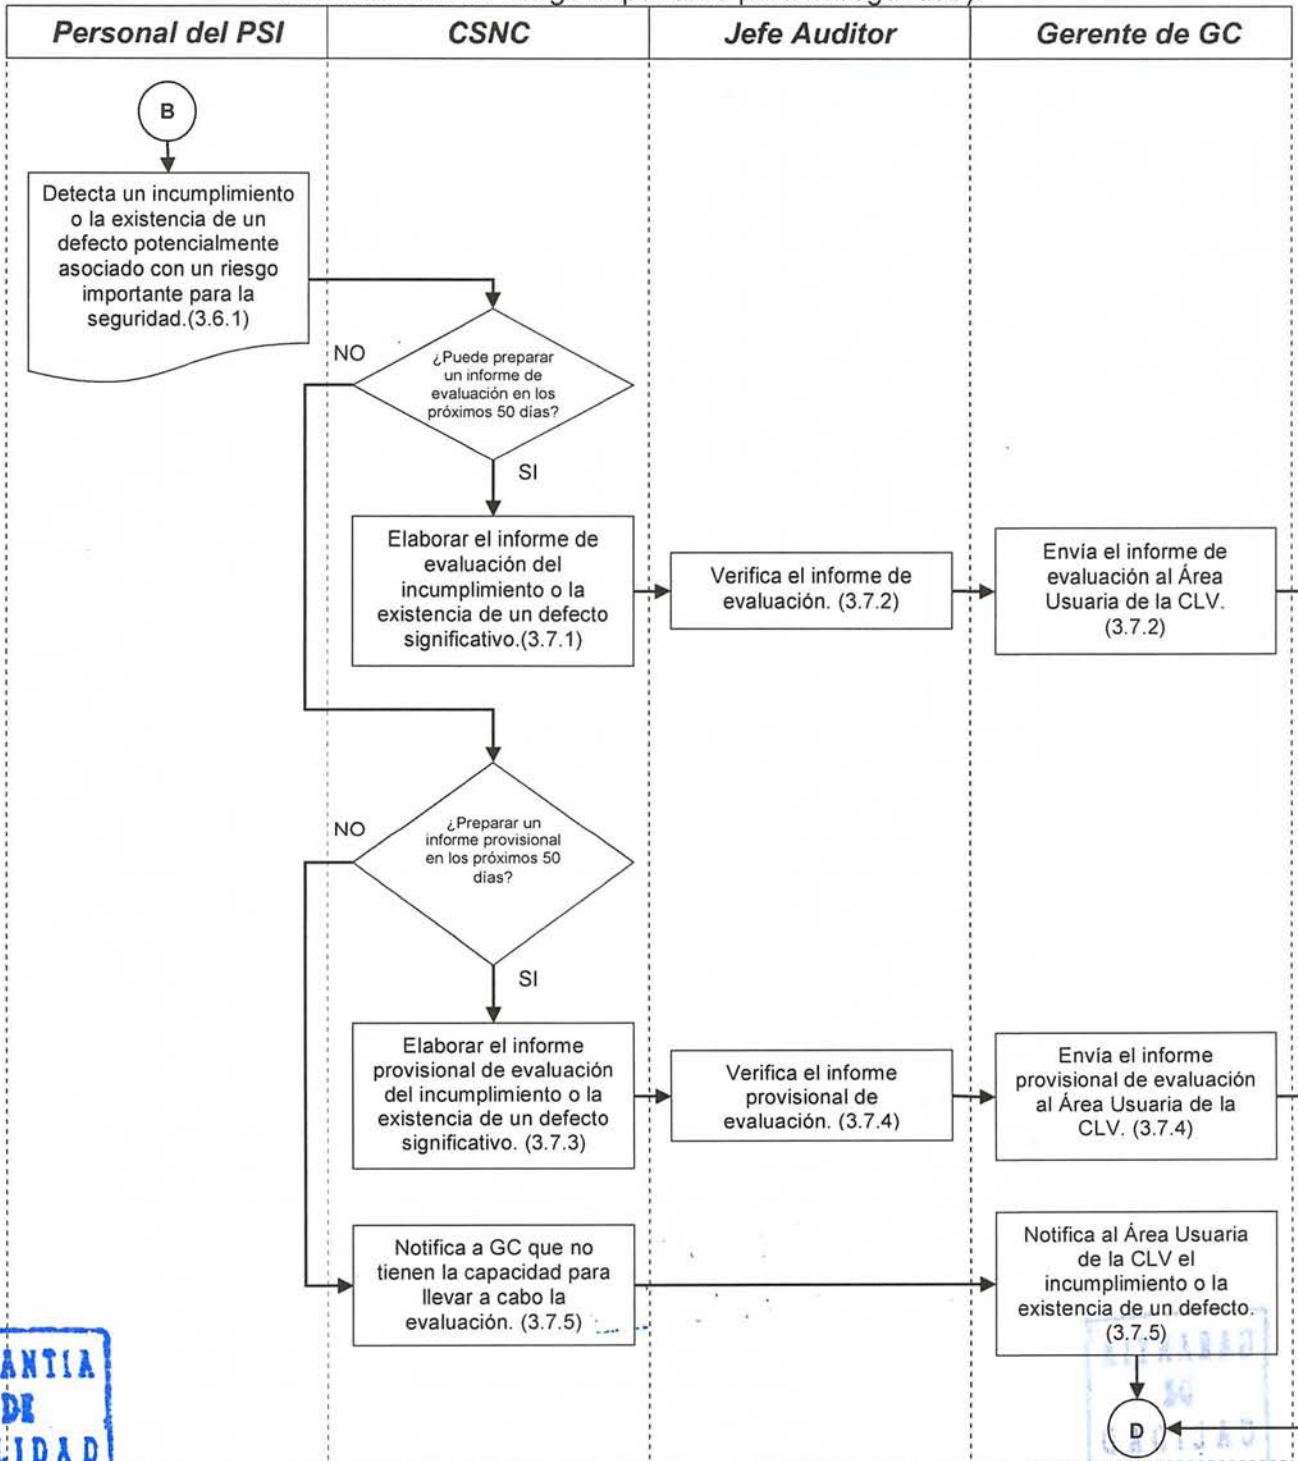 Personal del PSI
CSNC
Jefe Auditor
Gerente de GC
B
Detecta un incumplimiento
o la existencia de un
defecto potencialmente
asociado con un riesgo
importante para la
seguridad.(3.6.1)
NO
¿Puede preparar
un informe de
evaluación en los
próximos 50 días?
SI
Elaborar el informe de
evaluación del
incumplimiento o la
existencia de un defecto
significativo.(3.7.1)
Verifica el informe de
evaluación. (3.7.2)
Envía el informe de
evaluación al Área
Usuaria de la CLV.
(3.7.2)
NO
¿Preparar un
informe provisional
en los próximos 50
días?
SI
Elaborar el informe
provisional de evaluación
del incumplimiento o la
existencia de un defecto
significativo. (3.7.3)
Verifica el informe
provisional de
evaluación. (3.7.4)
Envía el informe
provisional de evaluación
al Área Usuaria de la
CLV. (3.7.4)
Notifica a GC que no
tienen la capacidad para
llevar a cabo la
evaluación. (3.7.5)
Notifica al Área Usuaria
de la CLV el
incumplimiento o la
existencia de un defecto.
(3.7.5)
D
ANTIA
DE
LIDAD